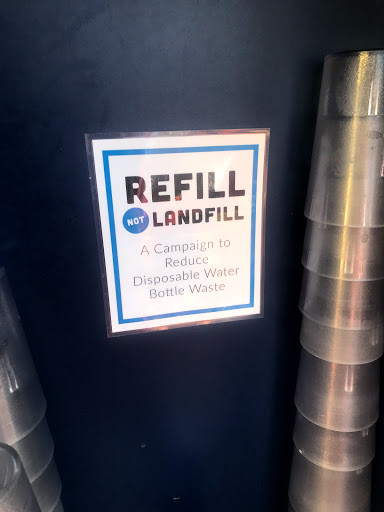 REFILL
NOT LANDFILL
A Campaign to
Reduce
Disposable Water
Bottle Waste